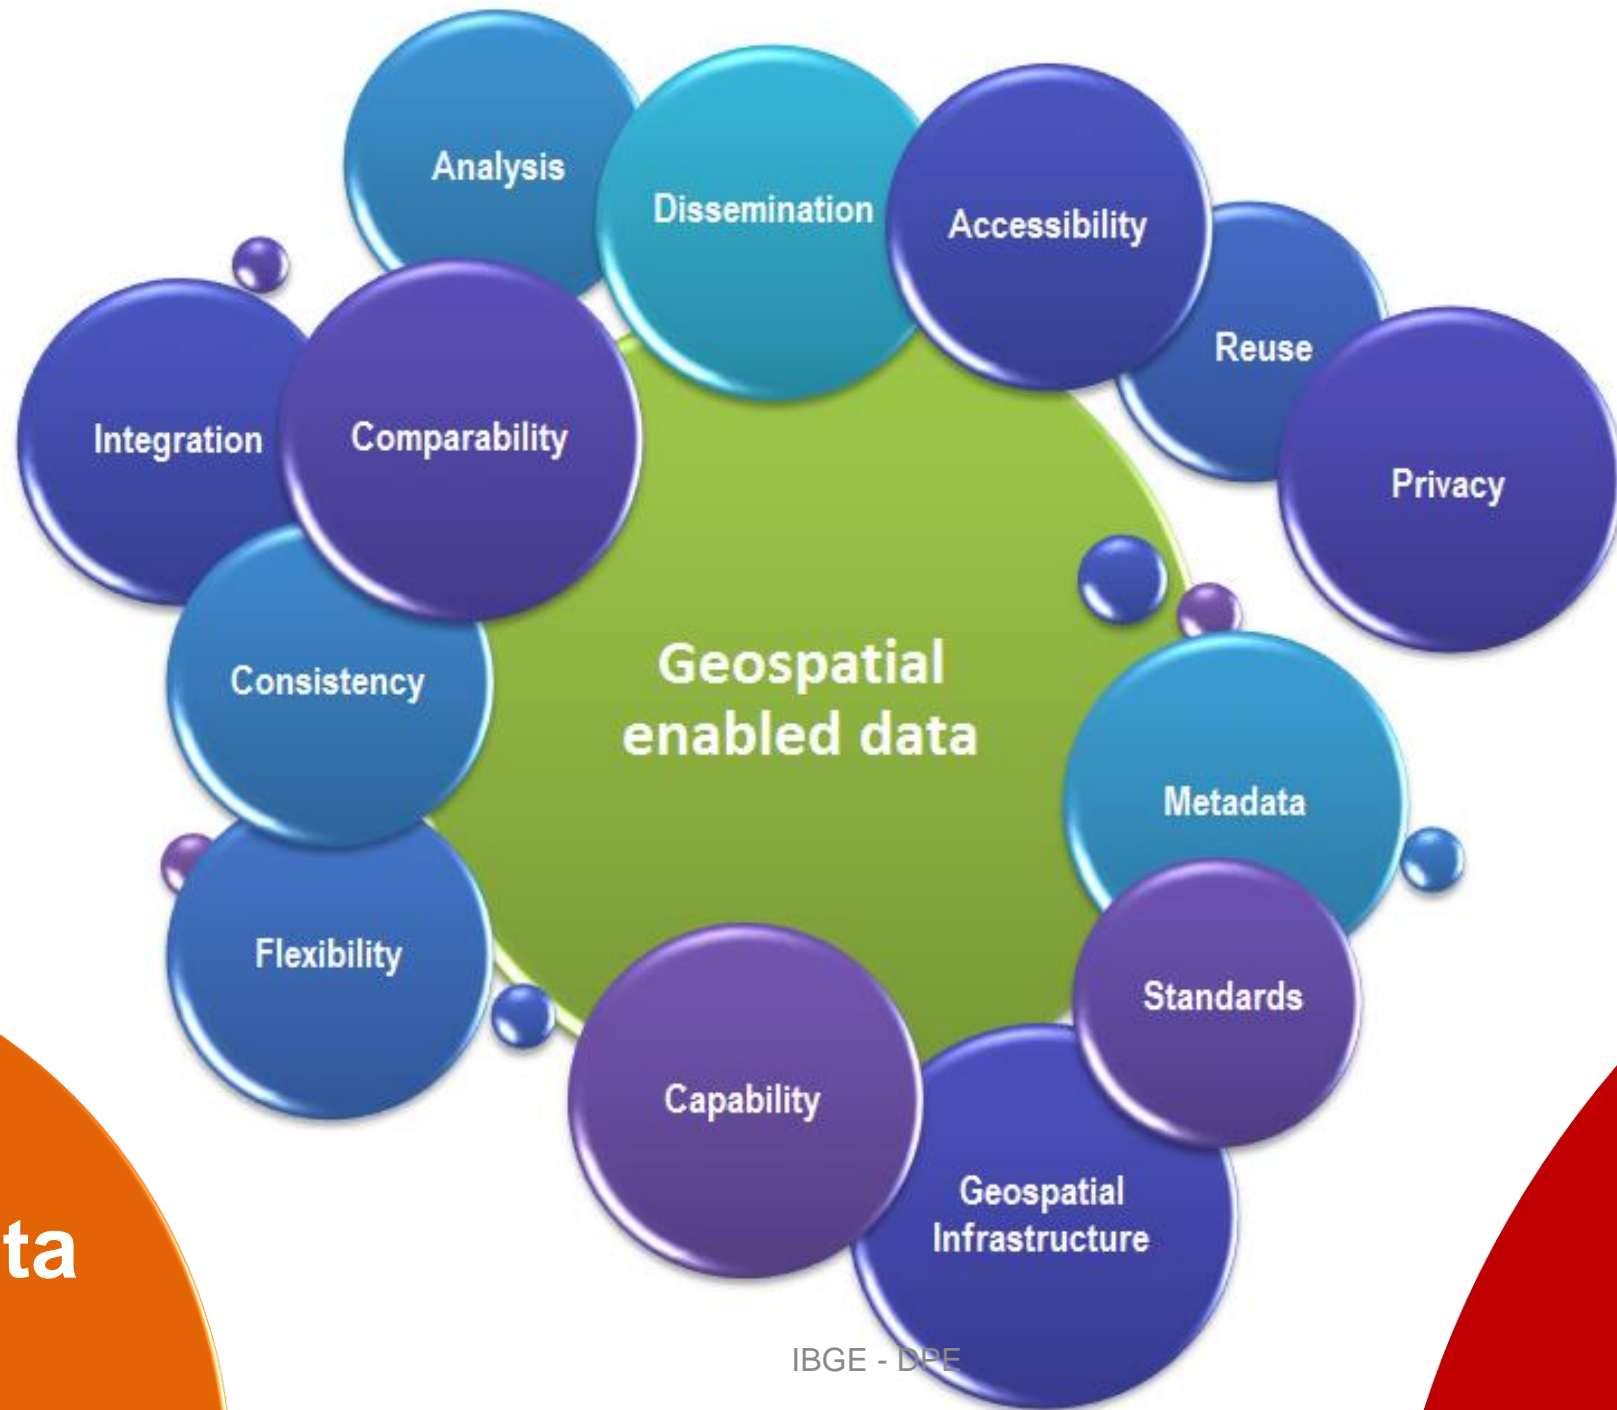 Analysis
Dissemination
Accessibility
Reuse
Integration
Comparability
Privacy
Consistency
Geospatial
enabled data
Metadata
Flexibility
Standards
Capability
Geospatial
Infrastructure
ta
IBGE - DPE